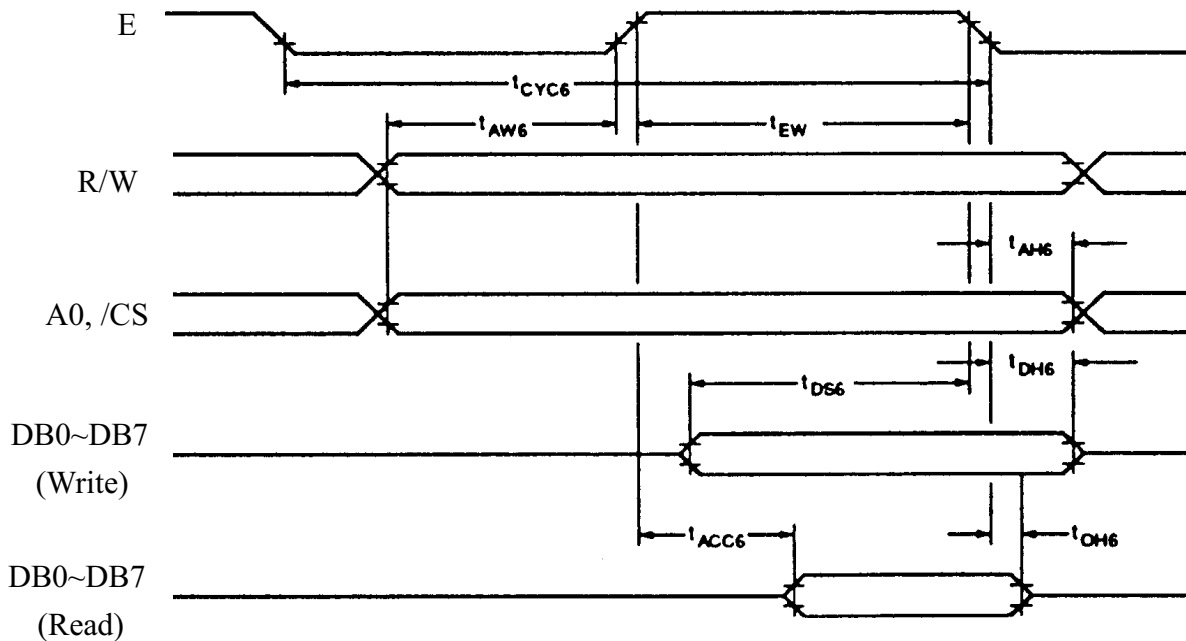 E
tCYC6
tAW6
tEW
R/W
tAH6
A0, /CS
tDH6
tDS6
DB0~DB7
(Write)
tACC6
tOH6
DB0~DB7
(Read)